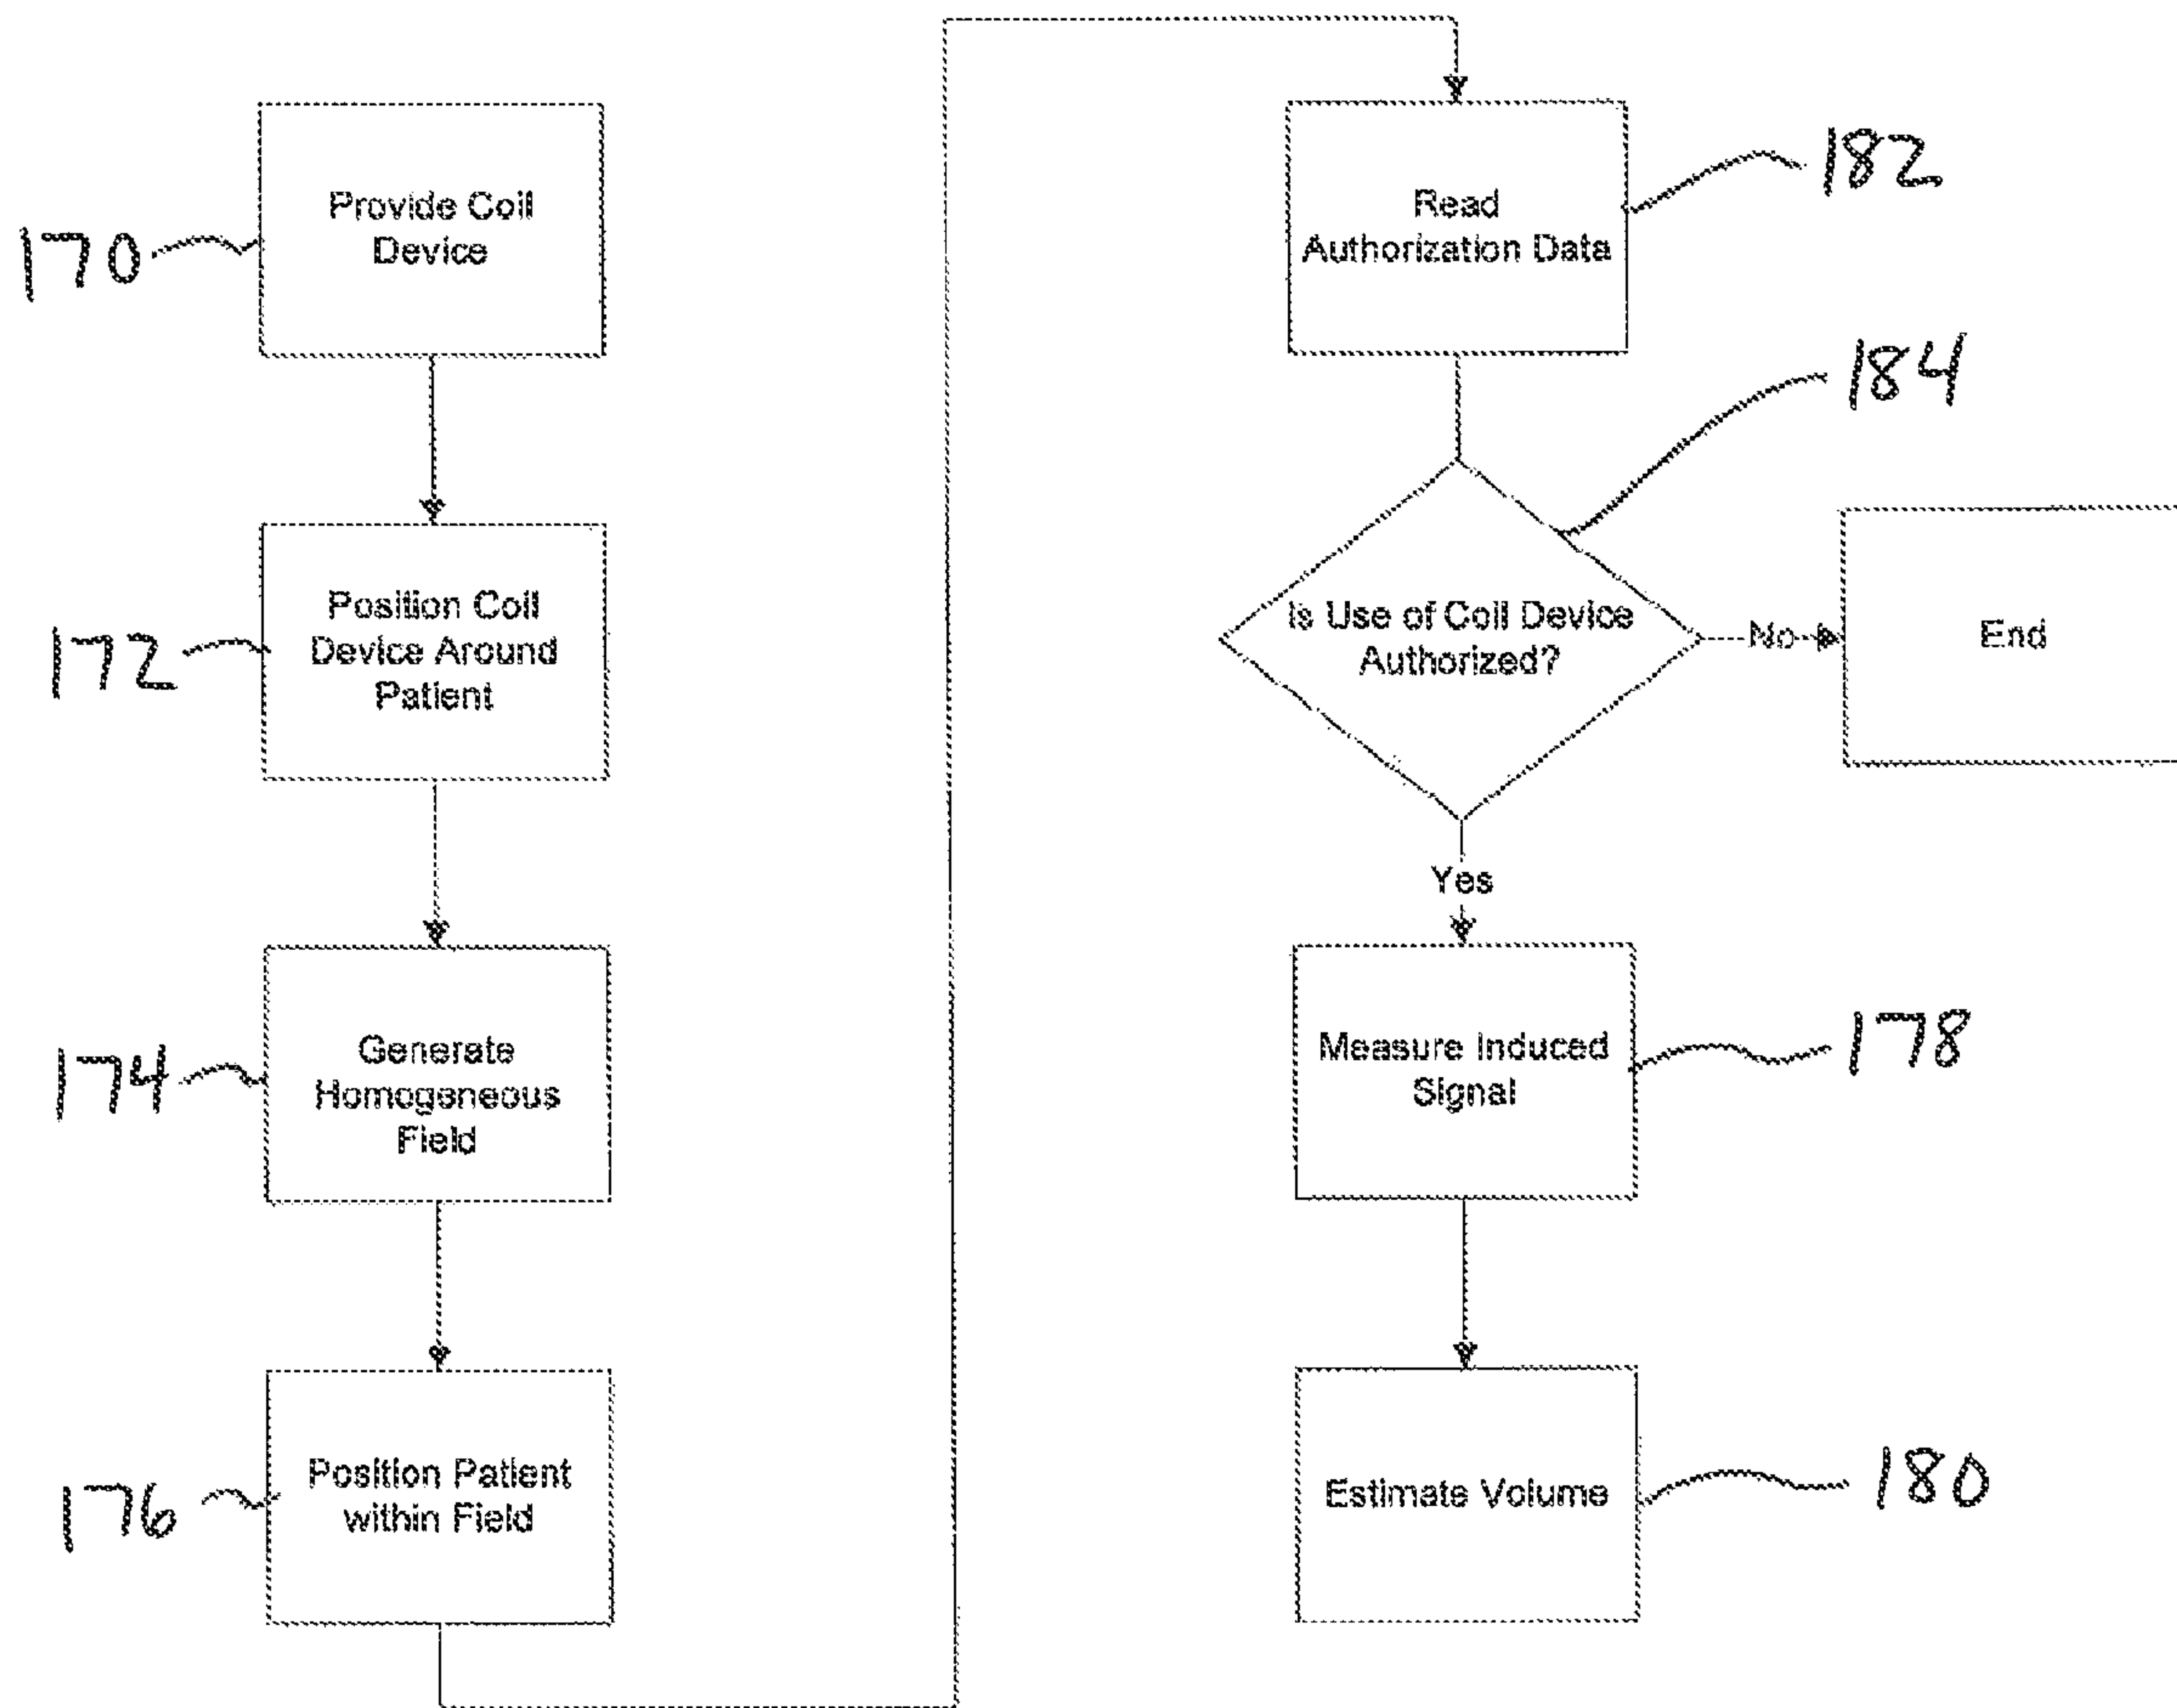 Provide Coil
Device
170
Position Coil
Device Around
Patient
172
Generate
Homogeneous
Field
174
Position Patient
within Field
176
Read
Authorization Data
182
184
Is Use of Coil Device
Authorized?
No
End
Yes
Measure Induced
Signal
178
Estimate Volume
180